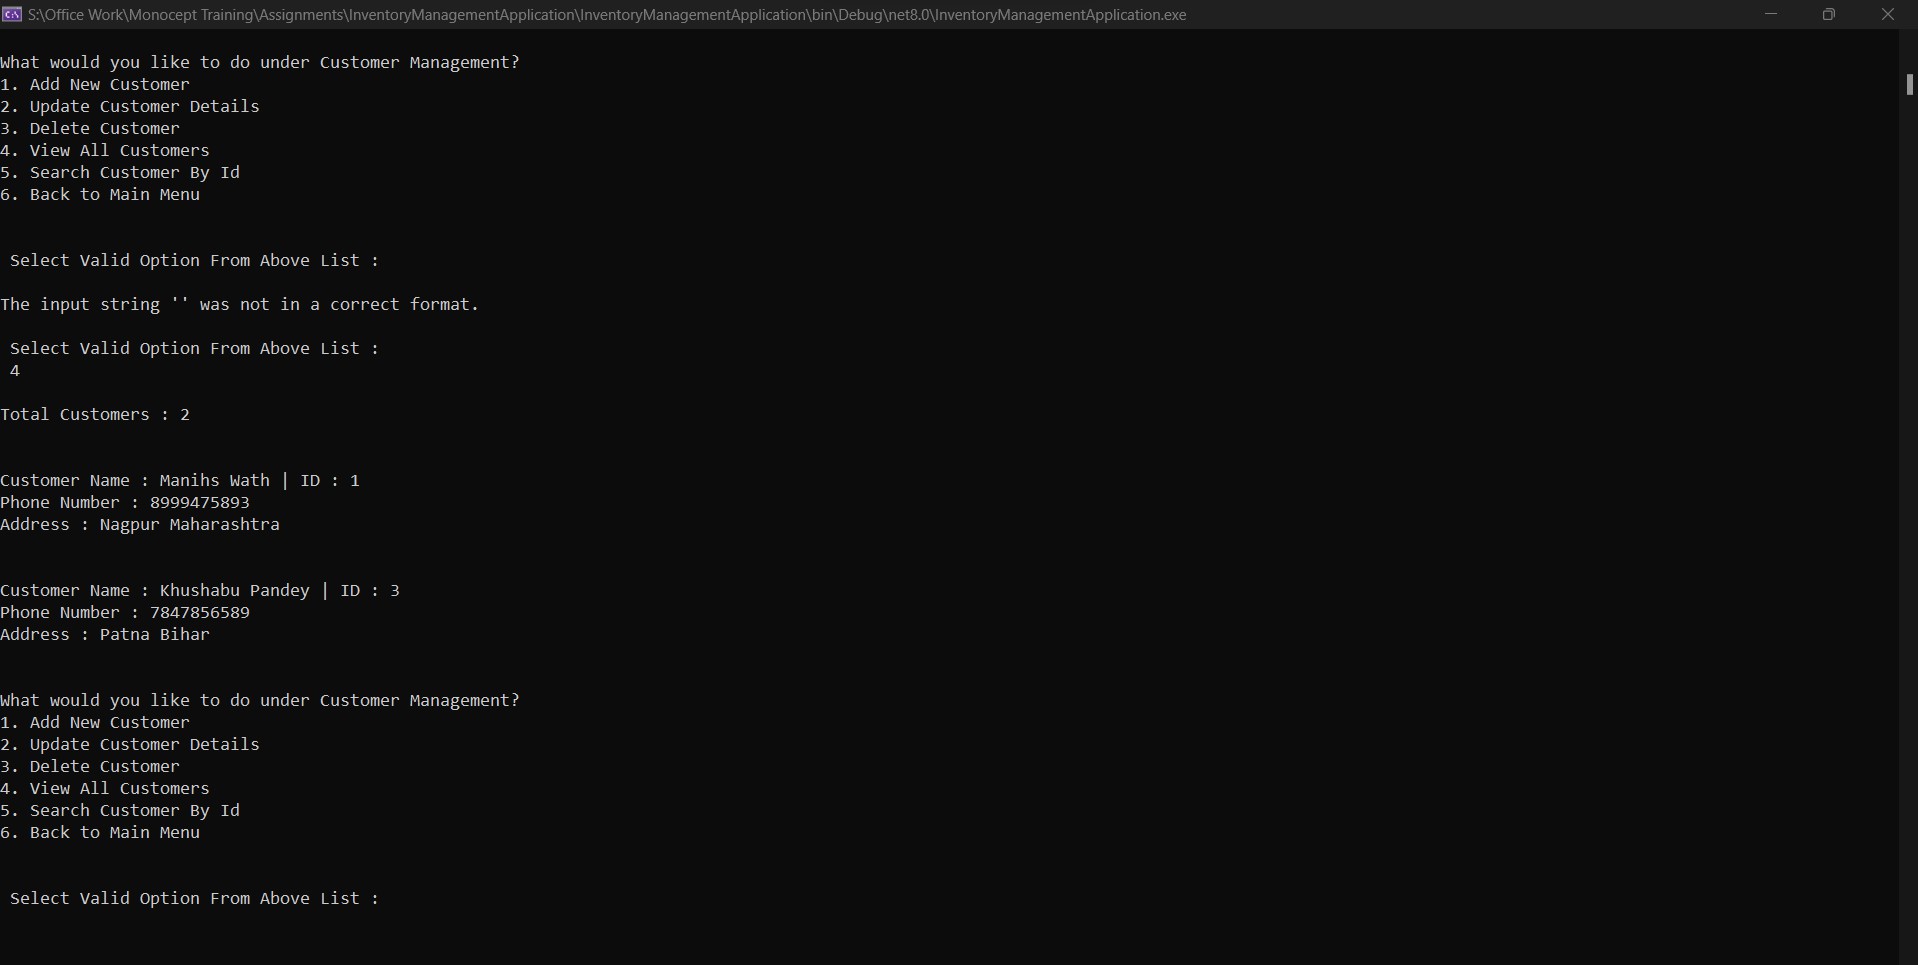 S:\Office Work\Monocept Training\Assignments\InventoryManagementApplication\InventoryManagementApplication\bin\Debug\net8.0\InventoryManagementApplication.exe
What would you like to do under Customer Management?
1. Add New Customer
2. Update Customer Details
3. Delete Customer
4. View All Customers
5. Search Customer By Id
6. Back to Main Menu
Select Valid Option From Above List :
The input string '' was not in a correct format.
Select Valid Option From Above List :
4
Total Customers : 2
Customer Name : Manihs Wath | ID : 1
Phone Number : 8999475893
Address : Nagpur Maharashtra
Customer Name : Khushabu Pandey | ID : 3
Phone Number : 7847856589
Address : Patna Bihar
What would you like to do under Customer Management?
1. Add New Customer
2. Update Customer Details
3. Delete Customer
4. View All Customers
5. Search Customer By Id
6. Back to Main Menu
Select Valid Option From Above List :